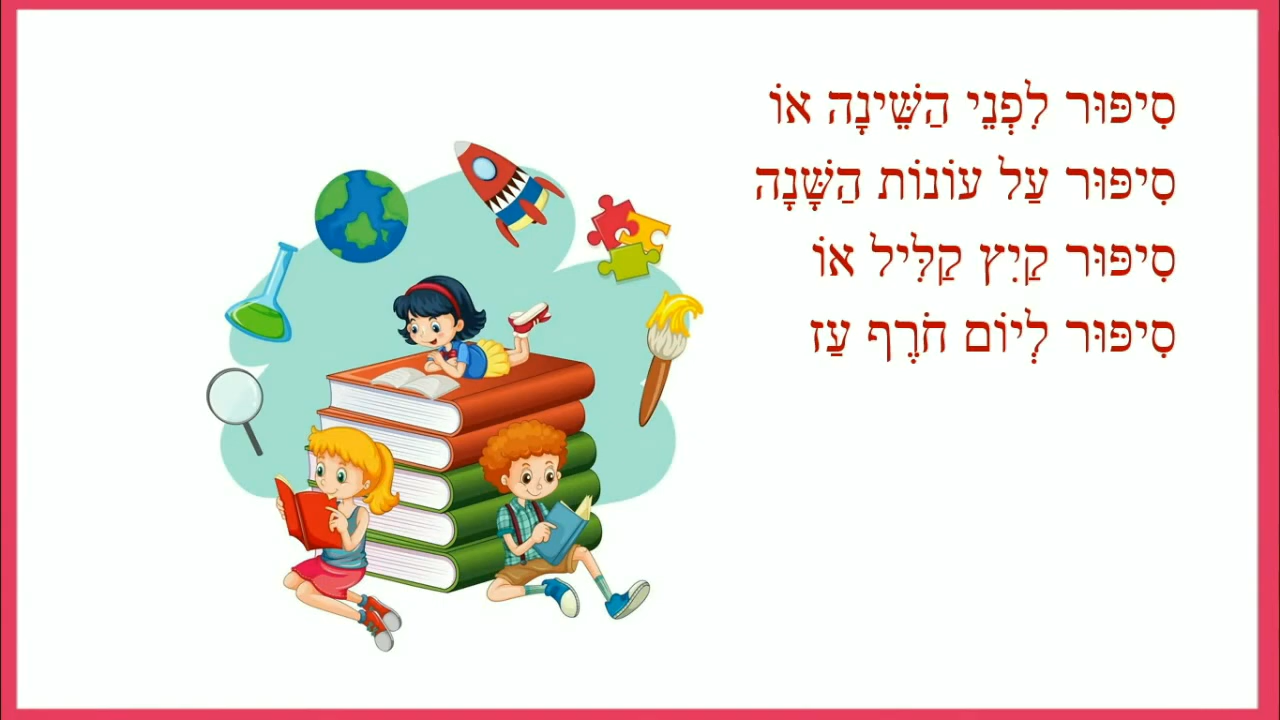 סִיפּוּר לִפְנֵי הַשֵּׁינָה אוֹ
סִיפּוּר עַל עוֹנוֹת הַשָּׁנָה
סִיפּוּר קַיִץ קַלִּיל אוֹ
סִיפּוּר לְיוֹם חֹרֶף עַז